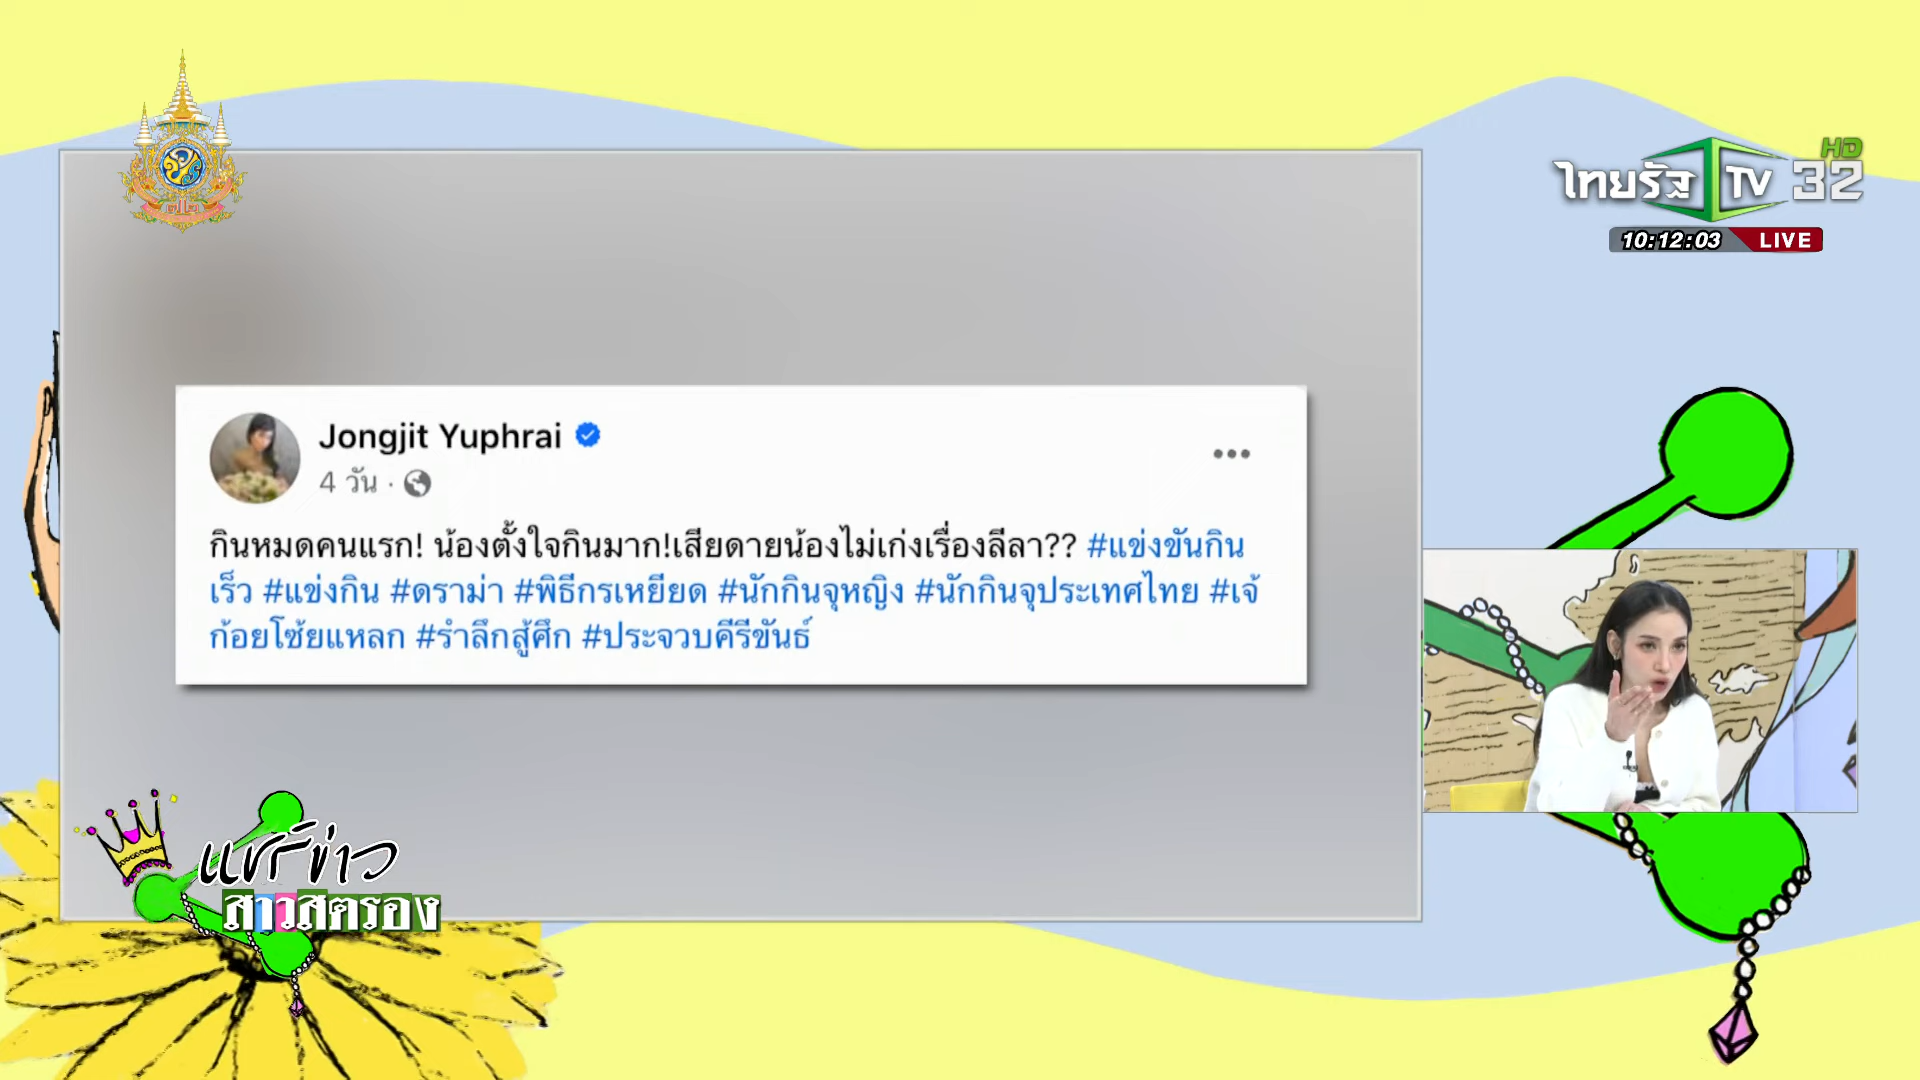 ๗๒
ไทยรัฐ TV 32 HD
10:12:03 LIVE
Jongjit Yuphrai
4 วัน ·
กินหมดคนแรก! น้องตั้งใจกินมาก!เสียดายน้องไม่เก่งเรื่องลีลา?? #แข่งขันกิน
เร็ว #แข่งกิน #ดราม่า #พิธีกรเหยียด #นักกินจุหญิง #นักกินจุประเทศไทย #เจ้
ก้อยโซ้ยแหลก #รำลึกสู้ศึก #ประจวบคีรีขันธ์
แชร์ข่าว
สาวสตรอง